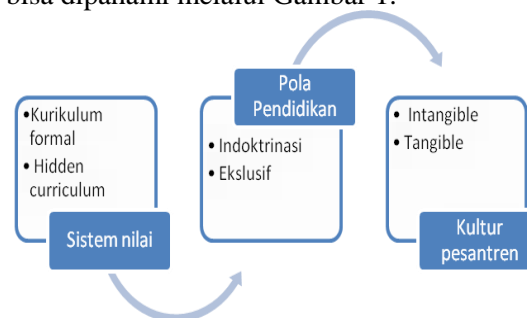 bisa dipahami melalui Gambar 1.
•Kurikulum
formal
• Hidden
curriculum
Sistem nilai
Pola
Pendidikan
• Indoktrinasi
• Ekslusif
• Intangible
• Tangible
Kultur
pesantren